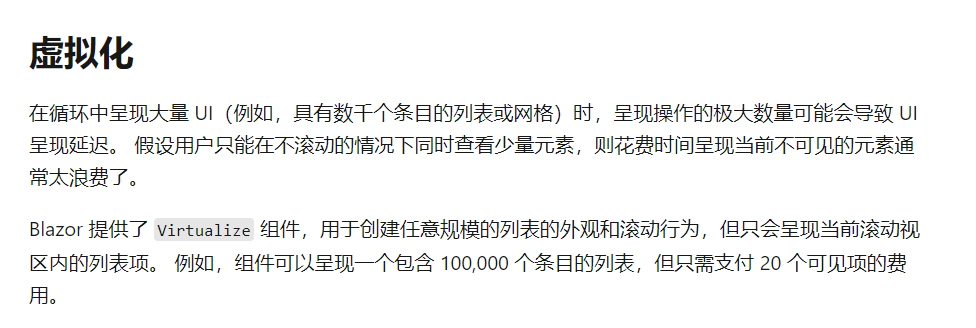 虚拟化
在循环中呈现大量 UI（例如，具有数千个条目的列表或网格）时，呈现操作的极大数量可能会导致 UI
呈现延迟。 假设用户只能在不滚动的情况下同时查看少量元素，则花费时间呈现当前不可见的元素通
常太浪费了。
Blazor 提供了 Virtualize 组件，用于创建任意规模的列表的外观和滚动行为，但只会呈现当前滚动视
区内的列表项。 例如，组件可以呈现一个包含 100,000 个条目的列表，但只需支付 20 个可见项的费
用。